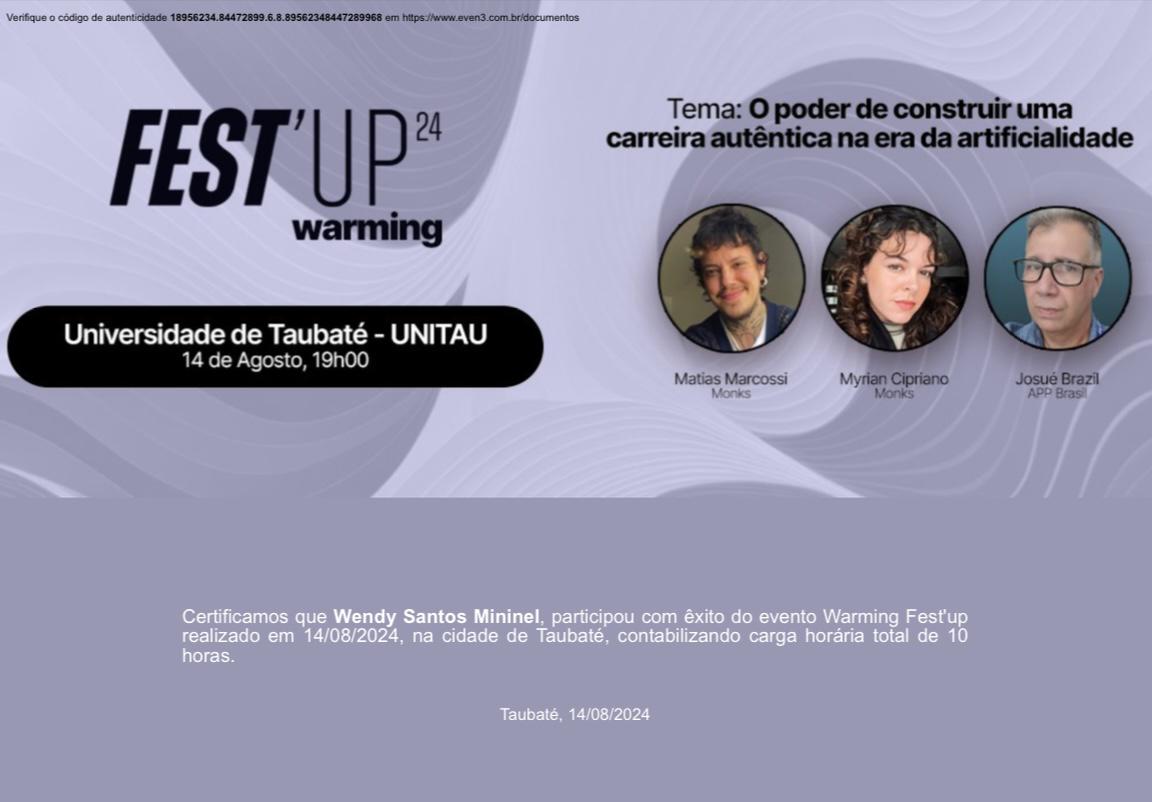 Verifique o código de autenticidade 18956234.84472899.6.8.89562348447289968 em https://www.even3.com.br/documentos
FEST'UP 24
warming
Universidade de Taubaté - UNITAU
14 de Agosto, 19h00
Tema: O poder de construir uma
carreira autêntica na era da artificialidade
Matias Marcossi
Monks
Myrian Cipriano
Monks
Josué Brazil
APP Brasil
Certificamos que Wendy Santos Mininel, participou com êxito do evento Warming Fest'up
realizado em 14/08/2024, na cidade de Taubaté, contabilizando carga horária total de 10
horas.
Taubaté, 14/08/2024